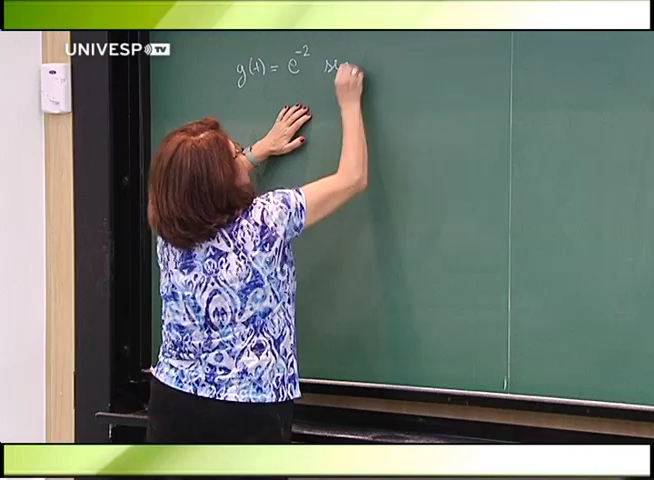 UNIVESP TV
g(t) = e^-2